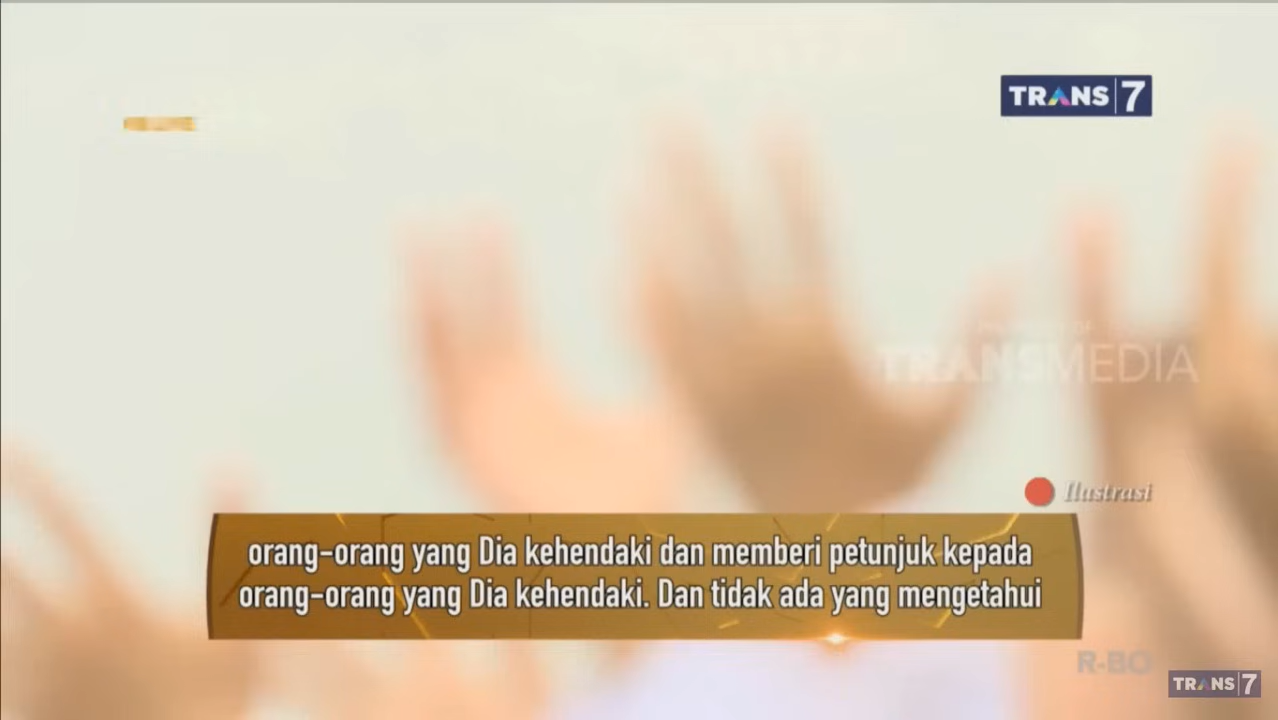 TRANS 7
TRANSMEDIA
Ilustrasi
orang-orang yang Dia kehendaki dan memberi petunjuk kepada
orang-orang yang Dia kehendaki. Dan tidak ada yang mengetahui
R-BO
TRANS 7